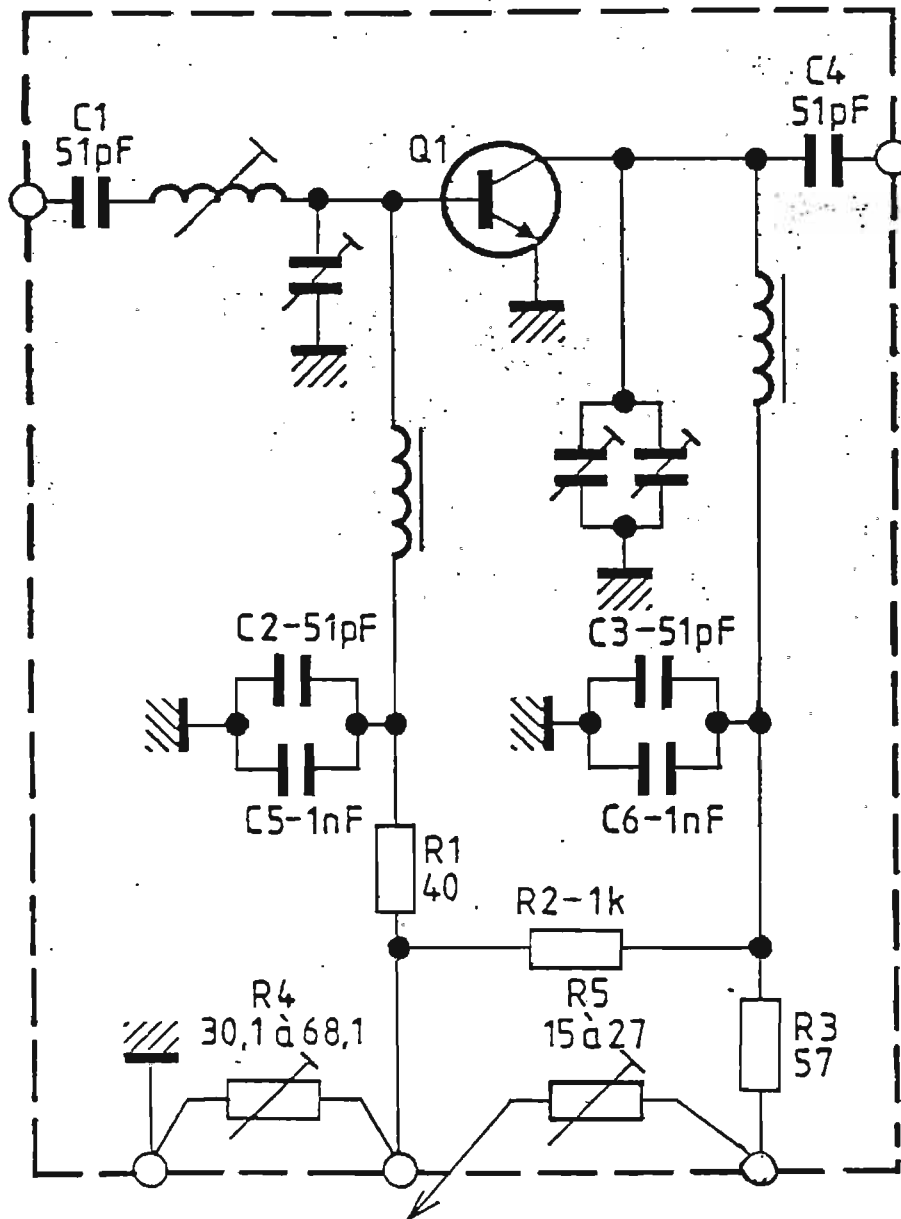 C1
51pF
Q1
C4
51pF
C2-51pF
C5-1nF
C3-51pF
C6-1nF
R1
40
R2-1k
R4
30,1 à 68,1
R5
15 à 27
R3
57